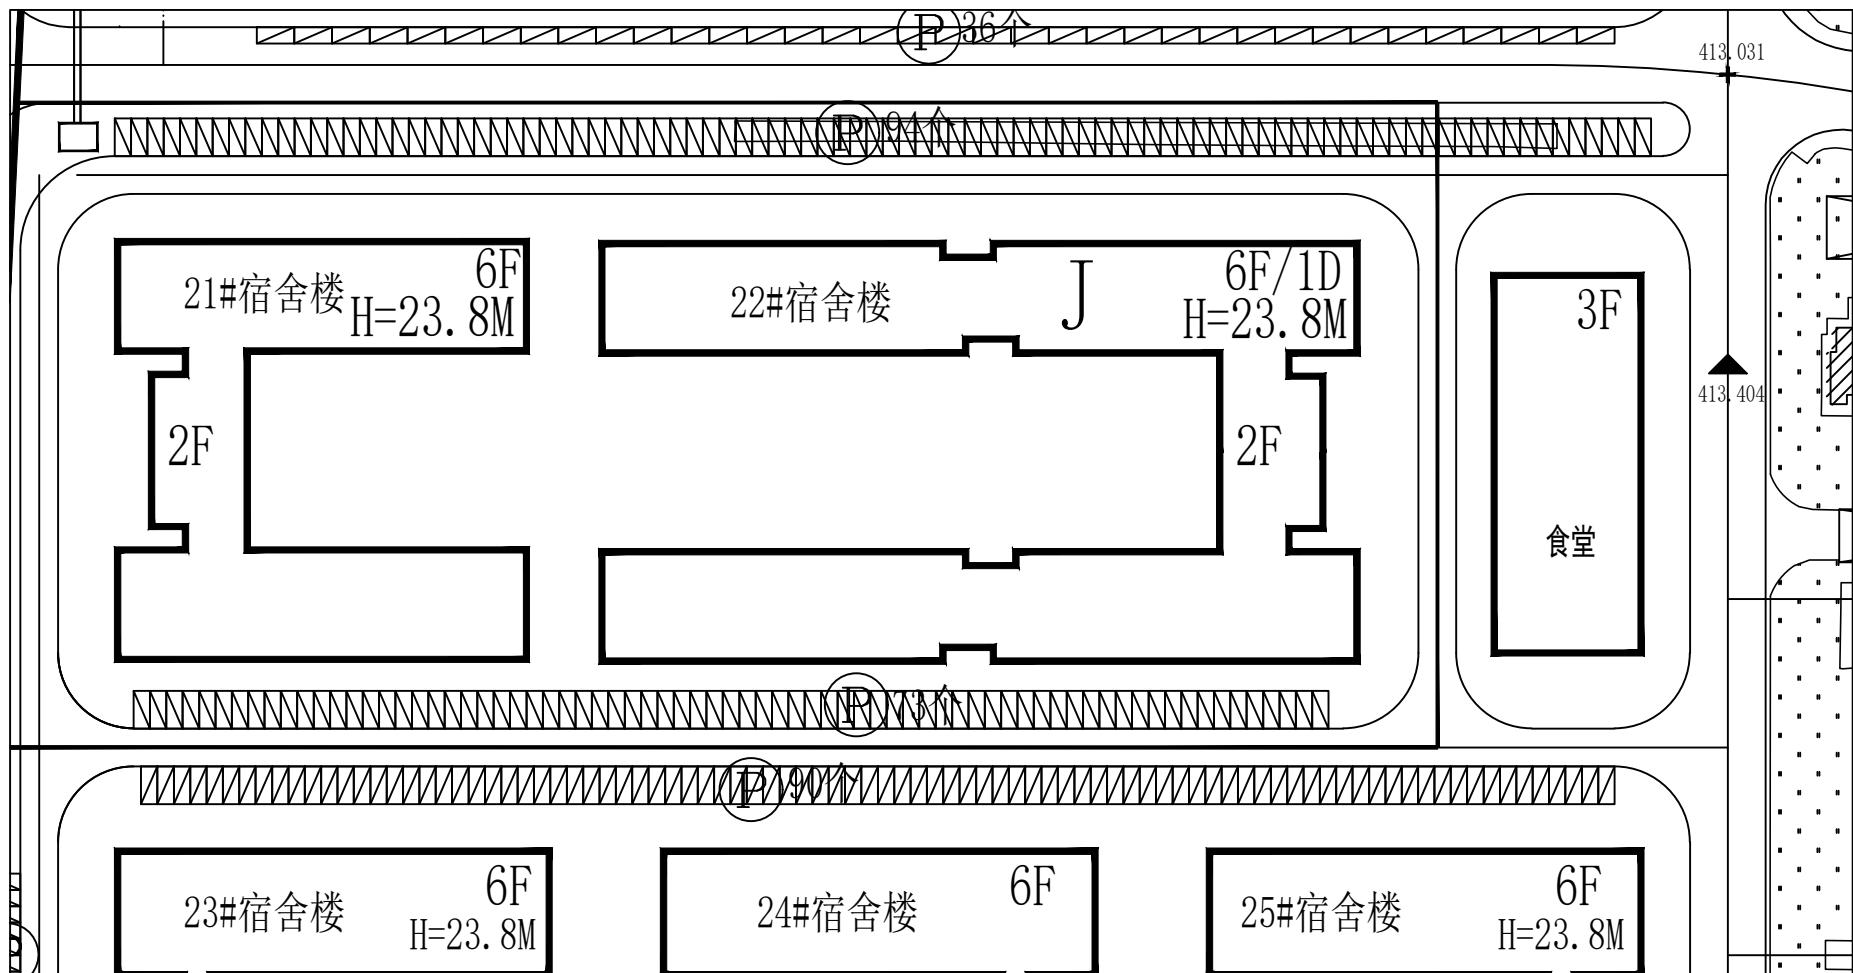 P 36个
413.031
P 94个
21#宿舍楼
6F
H=23.8M
22#宿舍楼
J
6F/1D
H=23.8M
3F
413.404
2F
2F
食堂
P 73个
P 90个
23#宿舍楼
6F
H=23.8M
24#宿舍楼
6F
25#宿舍楼
6F
H=23.8M